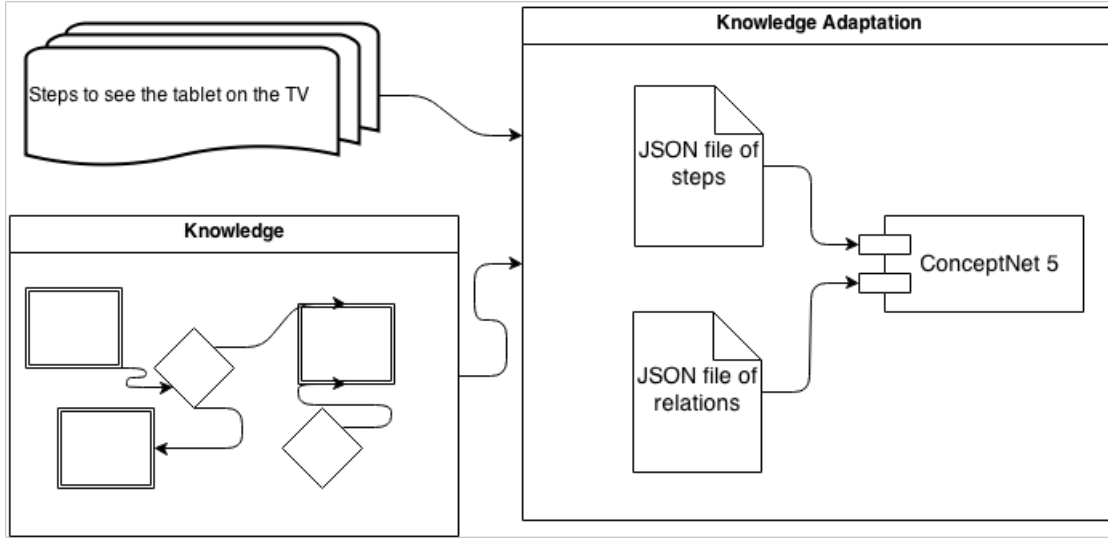 Knowledge Adaptation
Steps to see the tablet on the TV
JSON file of
steps
Knowledge
ConceptNet 5
JSON file of
relations